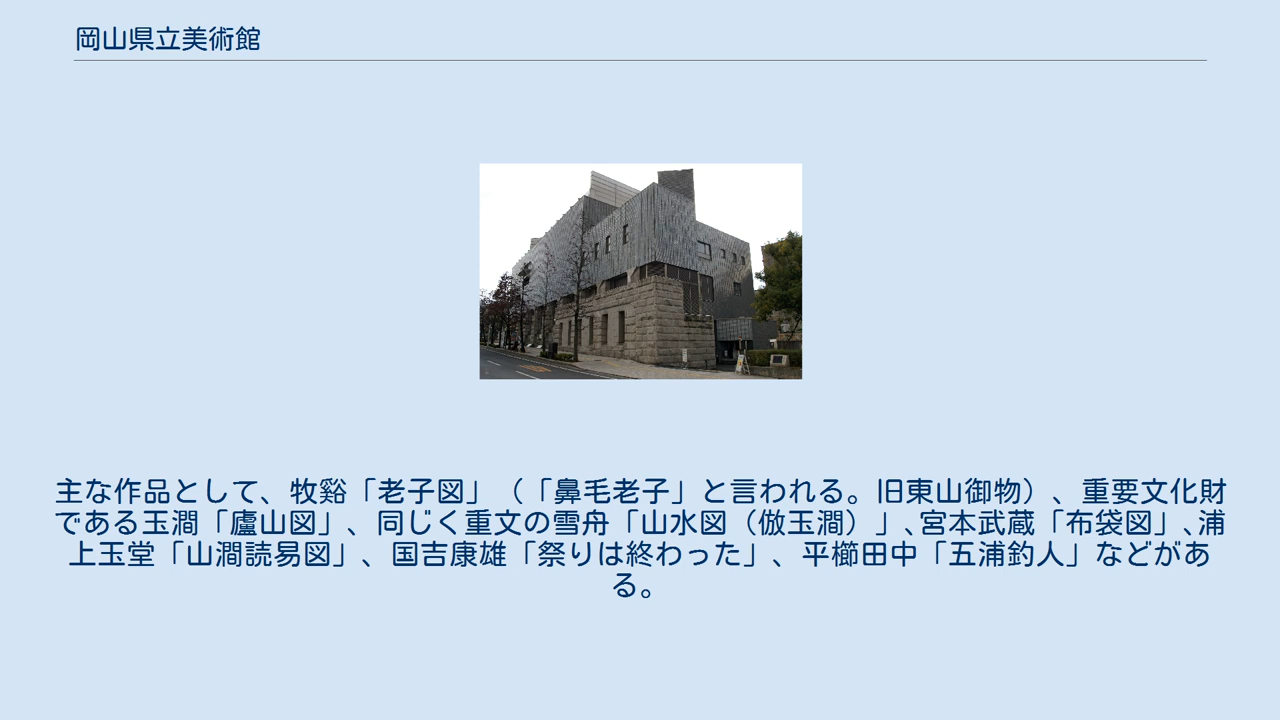 岡山県立美術館
主な作品として、牧谿「老子図」（「鼻毛老子」と言われる。旧東山御物）、重要文化財
である玉澗「廬山図」、同じく重文の雪舟「山水図（倣玉澗）」､宮本武蔵「布袋図」､浦
上玉堂「山澗読易図」、国吉康雄「祭りは終わった」、平櫛田中「五浦釣人」などがあ
る。